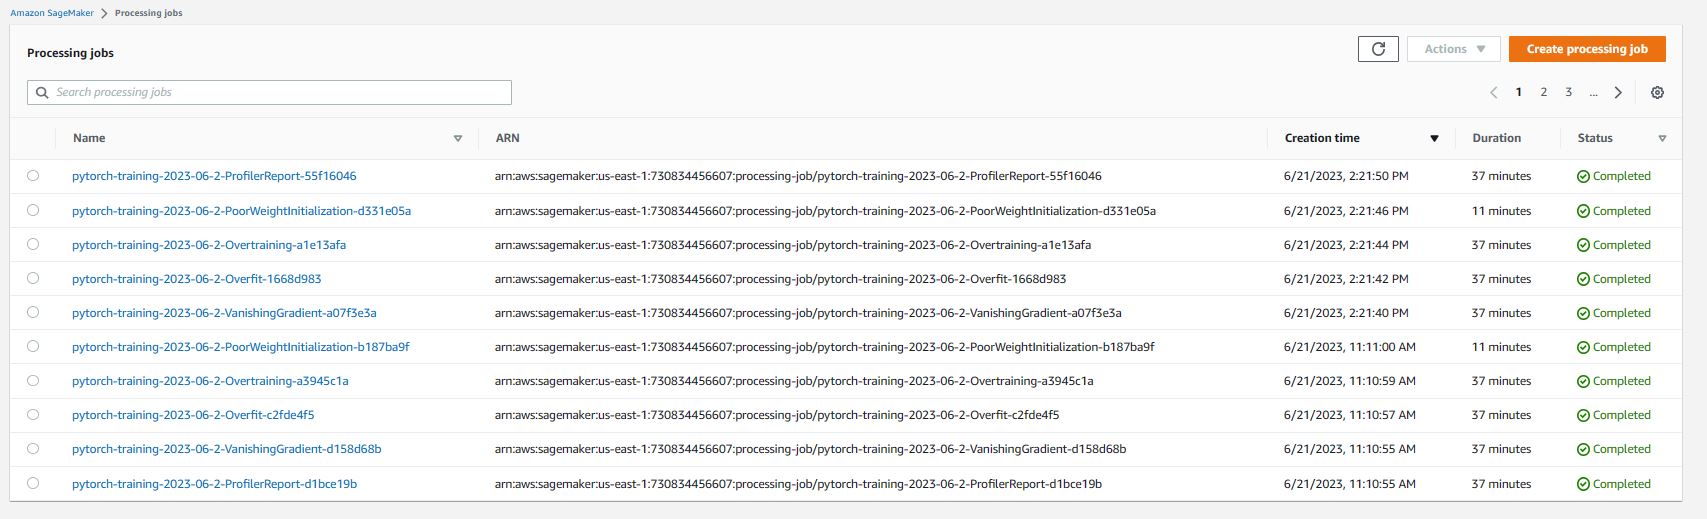 Amazon SageMaker > Processing jobs
Processing jobs
Actions
Create processing job
Search processing jobs
1 2 3 ...
Name ARN Creation time Duration Status
pytorch-training-2023-06-2-ProfilerReport-55f16046 arn:aws:sagemaker:us-east-1:730834456607:processing-job/pytorch-training-2023-06-2-ProfilerReport-55f16046 6/21/2023, 2:21:50 PM 37 minutes Completed
pytorch-training-2023-06-2-PoorWeightInitialization-d331e05a arn:aws:sagemaker:us-east-1:730834456607:processing-job/pytorch-training-2023-06-2-PoorWeightInitialization-d331e05a 6/21/2023, 2:21:46 PM 11 minutes Completed
pytorch-training-2023-06-2-Overtraining-a1e13afa arn:aws:sagemaker:us-east-1:730834456607:processing-job/pytorch-training-2023-06-2-Overtraining-a1e13afa 6/21/2023, 2:21:44 PM 37 minutes Completed
pytorch-training-2023-06-2-Overfit-1668d983 arn:aws:sagemaker:us-east-1:730834456607:processing-job/pytorch-training-2023-06-2-Overfit-1668d983 6/21/2023, 2:21:42 PM 37 minutes Completed
pytorch-training-2023-06-2-VanishingGradient-a07f3e3a arn:aws:sagemaker:us-east-1:730834456607:processing-job/pytorch-training-2023-06-2-VanishingGradient-a07f3e3a 6/21/2023, 2:21:40 PM 37 minutes Completed
pytorch-training-2023-06-2-PoorWeightInitialization-b187ba9f arn:aws:sagemaker:us-east-1:730834456607:processing-job/pytorch-training-2023-06-2-PoorWeightInitialization-b187ba9f 6/21/2023, 11:11:00 AM 11 minutes Completed
pytorch-training-2023-06-2-Overtraining-a3945c1a arn:aws:sagemaker:us-east-1:730834456607:processing-job/pytorch-training-2023-06-2-Overtraining-a3945c1a 6/21/2023, 11:10:59 AM 37 minutes Completed
pytorch-training-2023-06-2-Overfit-c2fde4f5 arn:aws:sagemaker:us-east-1:730834456607:processing-job/pytorch-training-2023-06-2-Overfit-c2fde4f5 6/21/2023, 11:10:57 AM 37 minutes Completed
pytorch-training-2023-06-2-VanishingGradient-d158d68b arn:aws:sagemaker:us-east-1:730834456607:processing-job/pytorch-training-2023-06-2-VanishingGradient-d158d68b 6/21/2023, 11:10:55 AM 37 minutes Completed
pytorch-training-2023-06-2-ProfilerReport-d1bce19b arn:aws:sagemaker:us-east-1:730834456607:processing-job/pytorch-training-2023-06-2-ProfilerReport-d1bce19b 6/21/2023, 11:10:55 AM 37 minutes Completed